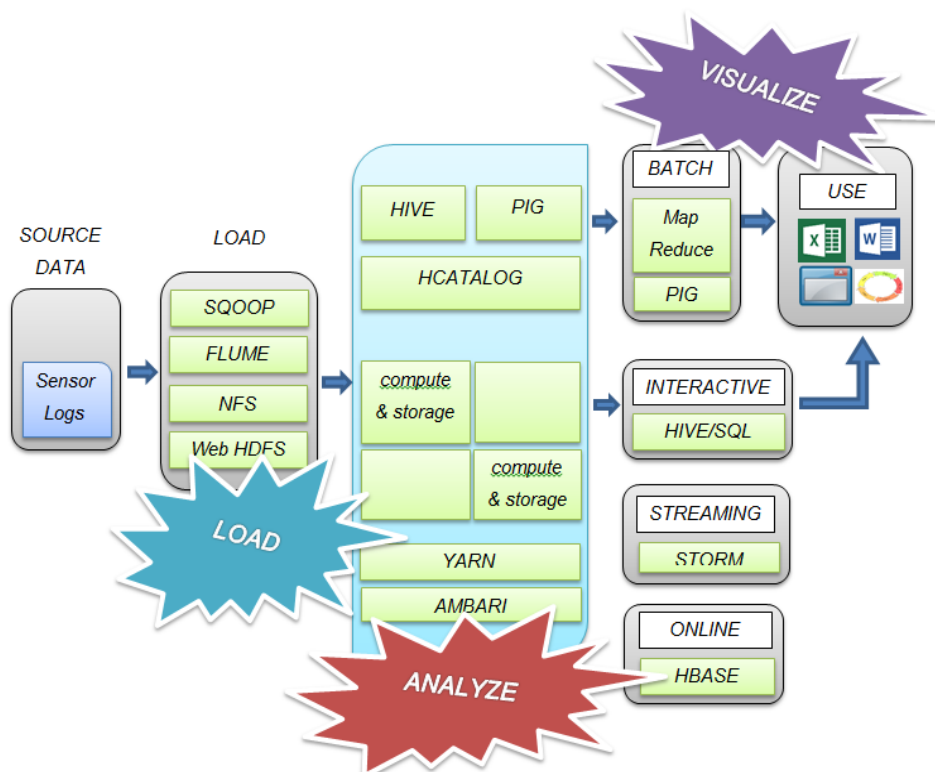 VISUALIZE
SOURCE
DATA
Sensor
Logs
LOAD
SQOOP
FLUME
NFS
Web HDFS
LOAD
HIVE
PIG
HCATALOG
compute
& storage
compute
& storage
YARN
AMBARI
ANALYZE
BATCH
Map
Reduce
PIG
INTERACTIVE
HIVE/SQL
STREAMING
STORM
ONLINE
HBASE
USE
X
W